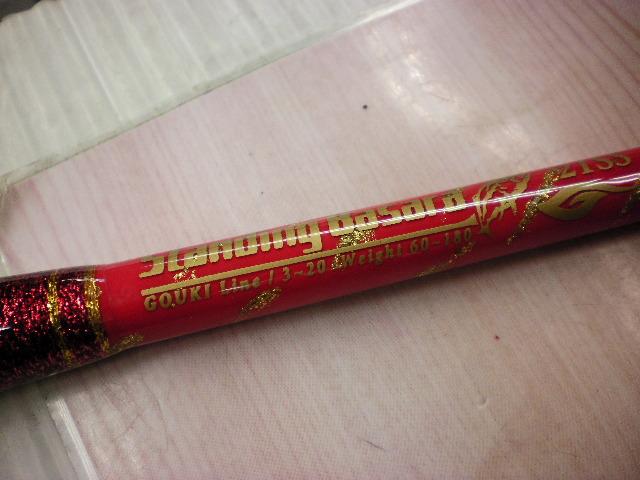 Standing Basara
GOUKI Line / 3~20 Weight 60~180